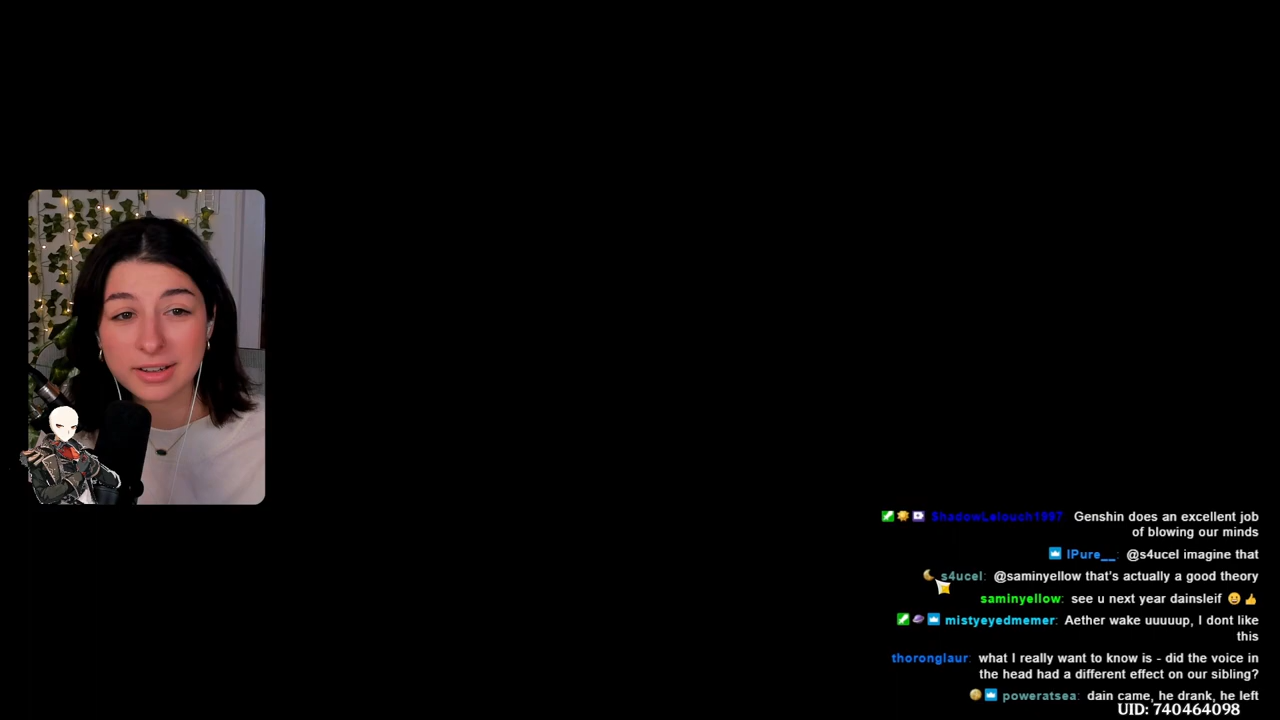 ShadowLelouch1997 Genshin does an excellent job
of blowing our minds
IPure__: @s4ucel imagine that
s4ucel: @saminyellow that's actually a good theory
saminyellow: see u next year dainsleif 😀 👍
mistyeyedmemer: Aether wake uuuuup, I dont like
this
thoronglaur: what I really want to know is - did the voice in
the head had a different effect on our sibling?
poweratsea: dain came, he drank, he left
UID: 740464098